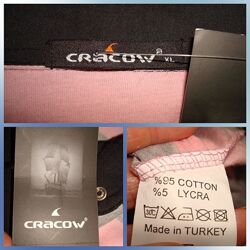 CRACOW XL
CRACOW
%95 COTTON
%5 LYCRA
Made in TURKEY